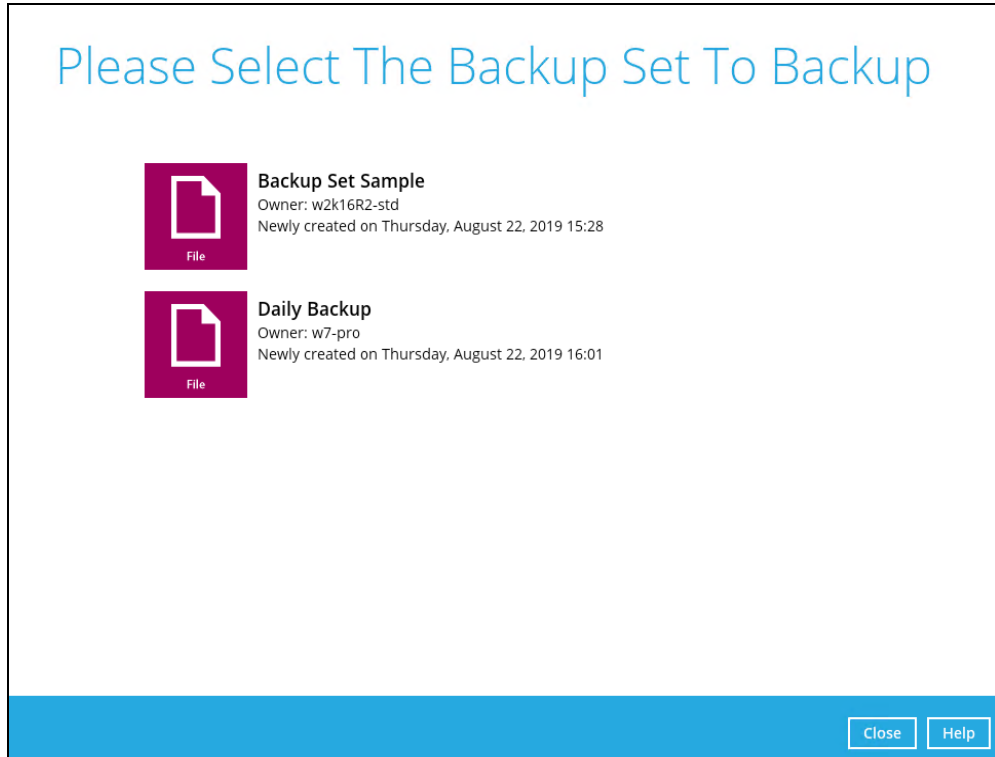 Please Select The Backup Set To Backup
Backup Set Sample
Owner: w2k16R2-std
Newly created on Thursday, August 22, 2019 15:28
File
Daily Backup
Owner: w7-pro
Newly created on Thursday, August 22, 2019 16:01
File
Close
Help